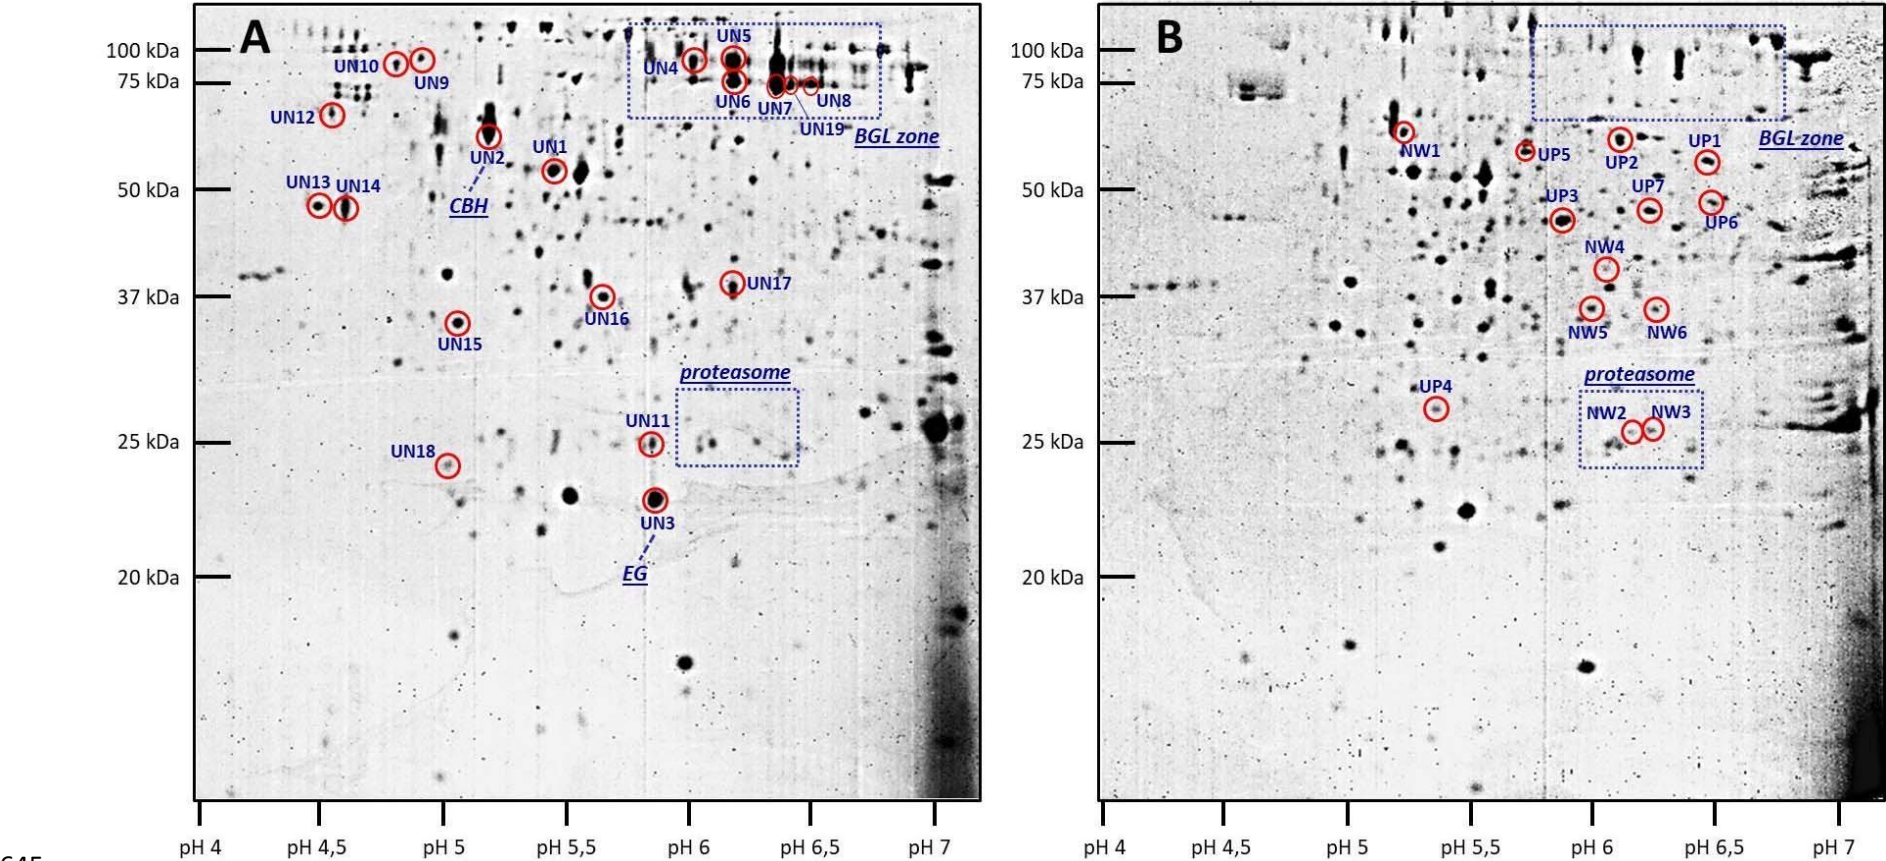 A
100 kDa
75 kDa
50 kDa
37 kDa
25 kDa
20 kDa
UN10
UN9
UN12
UN13
UN14
UN2
CBH
UN1
UN5
UN4
UN6
UN7
UN8
UN19
BGL zone
UN17
UN16
UN15
proteasome
UN11
UN18
UN3
EG
pH 4
pH 4,5
pH 5
pH 5,5
pH 6
pH 6,5
pH 7
B
100 kDa
75 kDa
50 kDa
37 kDa
25 kDa
20 kDa
BGL zone
NW1
UP5
UP2
UP1
UP3
UP7
UP6
NW4
NW5
NW6
proteasome
UP4
NW2
NW3
pH 4
pH 4,5
pH 5
pH 5,5
pH 6
pH 6,5
pH 7